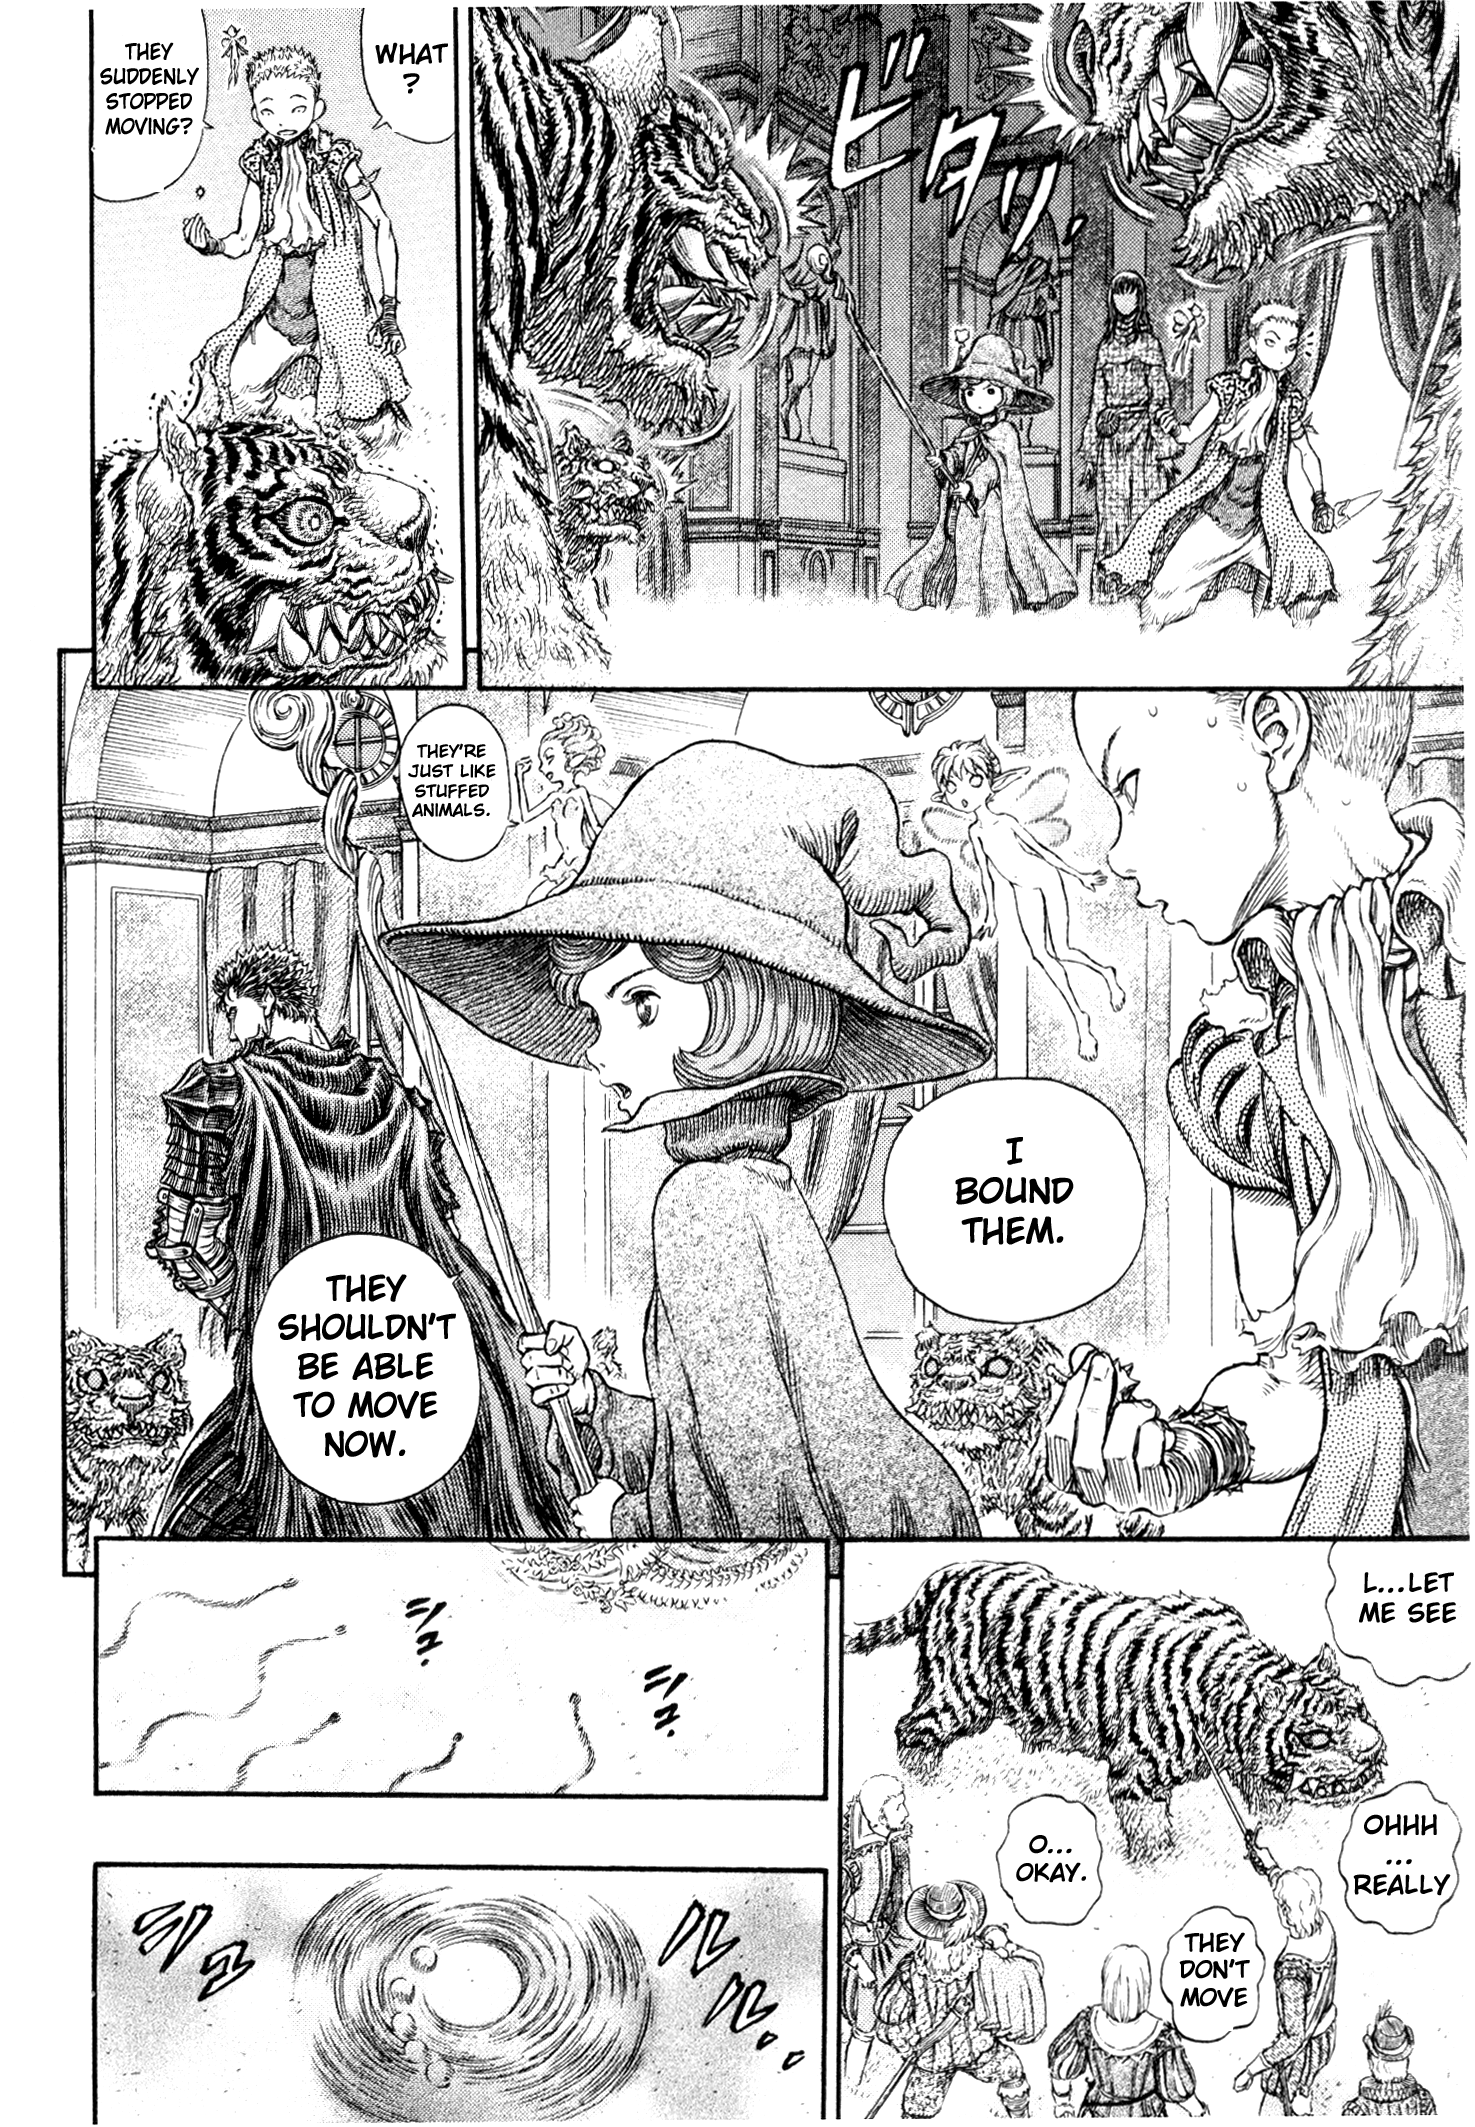 ビタッ
WHAT
?
THEY
SUDDENLY
STOPPED
MOVING?
I
BOUND
THEM.
THEY'RE
JUST LIKE
STUFFED
ANIMALS.
THEY
SHOULDN'T
BE ABLE
TO MOVE
NOW.
L...LET
ME SEE
OHHH
...
REALLY
THEY
DON'T
MOVE
O...
OKAY.